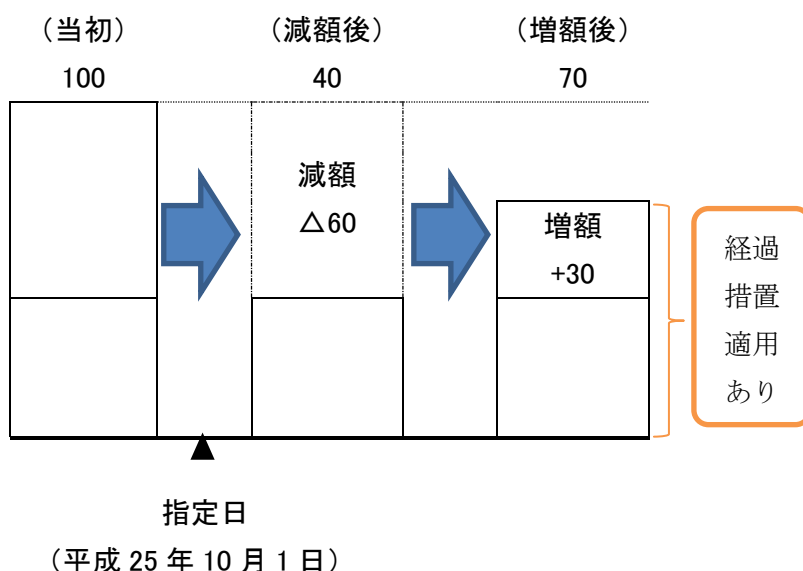 （当初）
（減額後）
（増額後）
100
40
70
減額
△60
増額
+30
経過
措置
適用
あり
指定日
（平成 25 年 10 月 1 日）